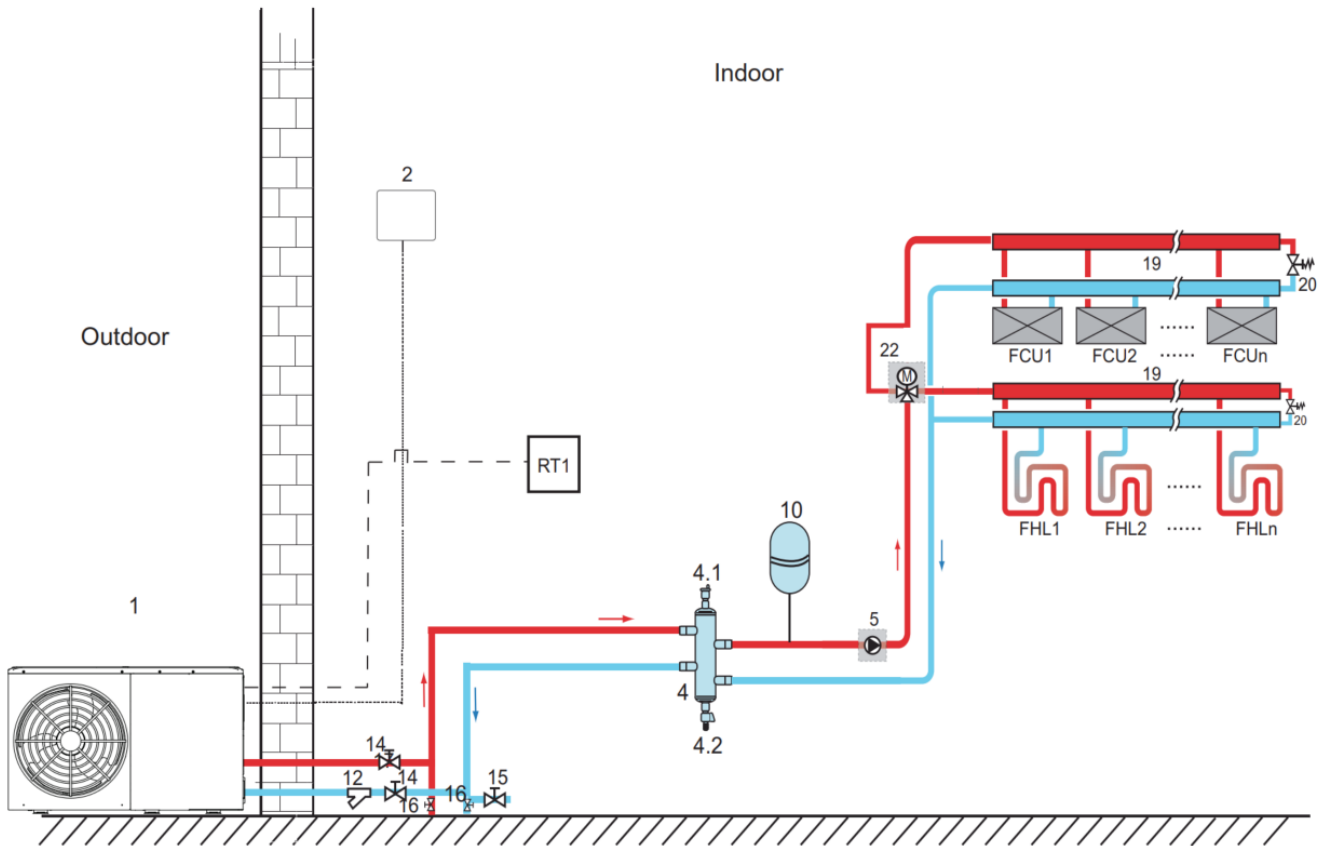 Indoor
2
Outdoor
19
20
FCU1
FCU2
......
......
FCUn
22
M
19
20
RT1
FHL1
FHL2
......
......
FHLn
10
4.1
1
5
4
4.2
14
12
14
16
16
15